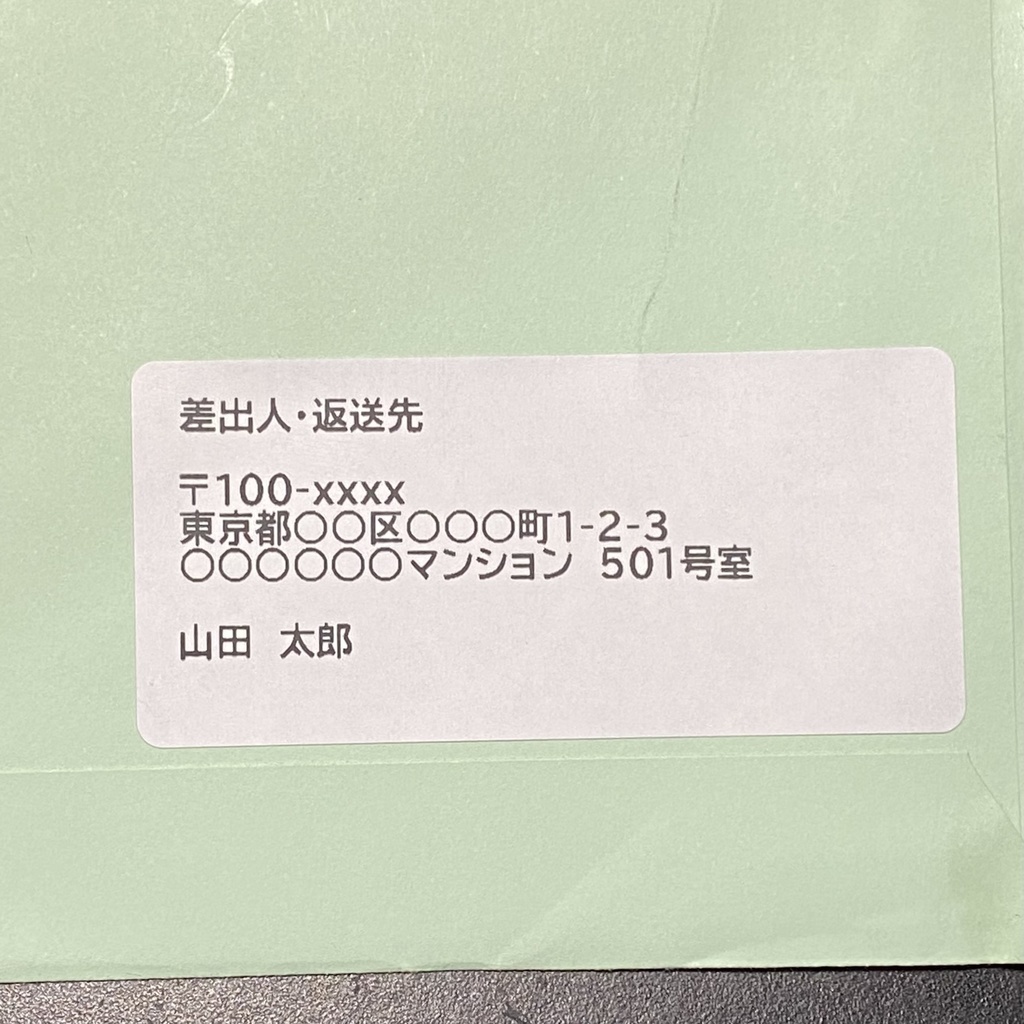 差出人・返送先
〒100-xxxx
東京都○○区○○○町1-2-3
○○○○○○マンション 501号室
山田 太郎